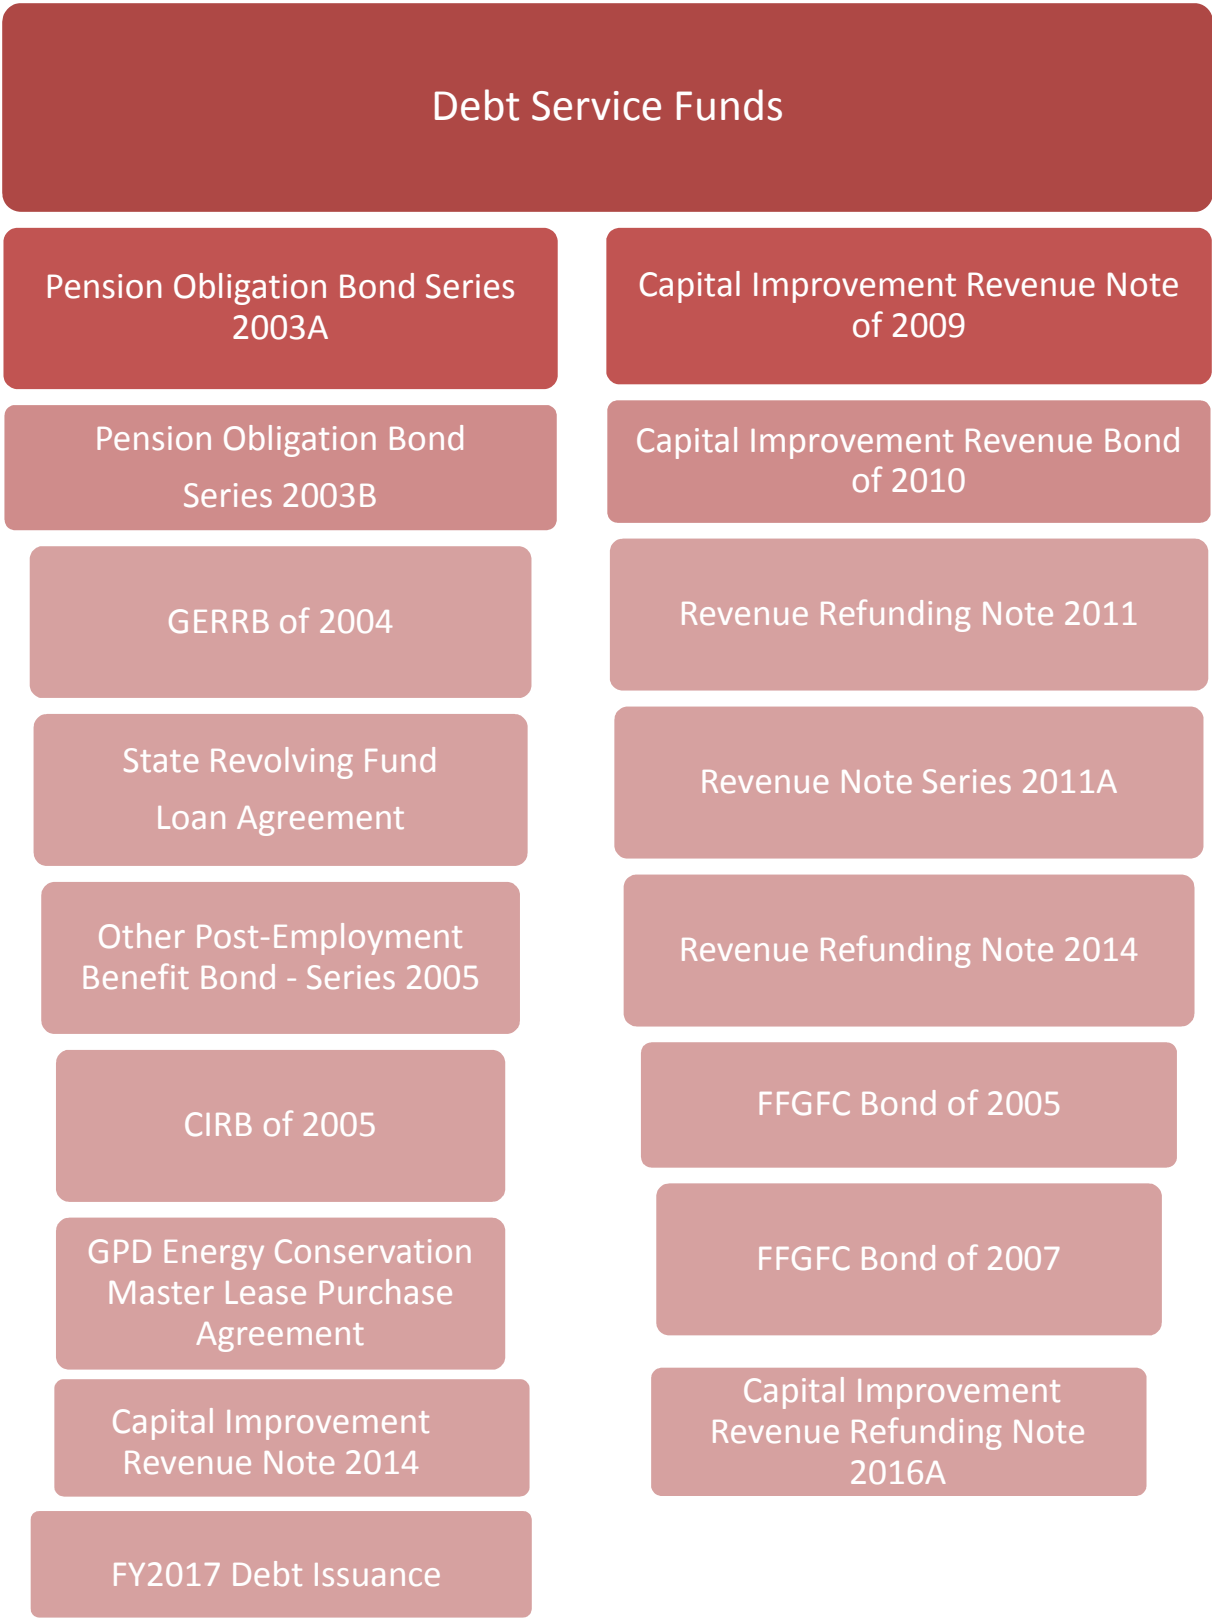 Debt Service Funds
Pension Obligation Bond Series
2003A
Pension Obligation Bond
Series 2003B
GERRB of 2004
State Revolving Fund
Loan Agreement
Other Post-Employment
Benefit Bond - Series 2005
CIRB of 2005
GPD Energy Conservation
Master Lease Purchase
Agreement
Capital Improvement
Revenue Note 2014
FY2017 Debt Issuance
Capital Improvement Revenue Note
of 2009
Capital Improvement Revenue Bond
of 2010
Revenue Refunding Note 2011
Revenue Note Series 2011A
Revenue Refunding Note 2014
FFGFC Bond of 2005
FFGFC Bond of 2007
Capital Improvement
Revenue Refunding Note
2016A